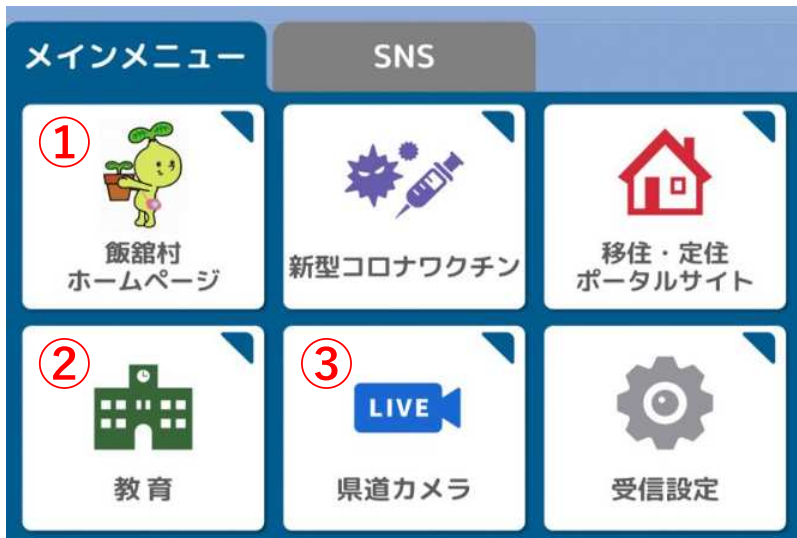 メインメニュー
SNS
①
飯舘村
ホームページ
新型コロナワクチン
移住・定住
ポータルサイト
②
教育
③
LIVE
県道カメラ
受信設定